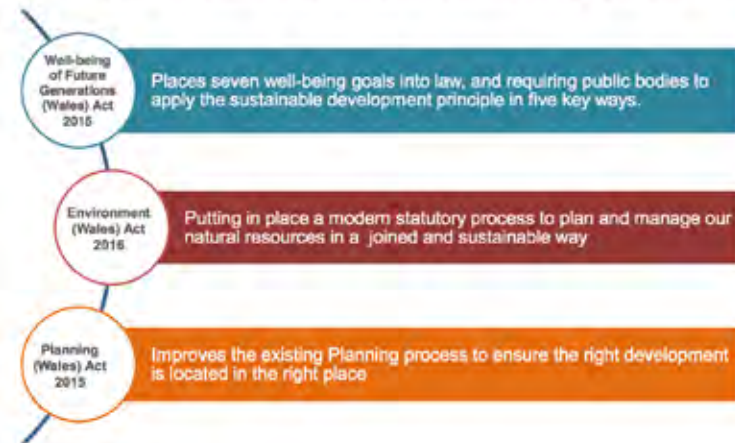 Well-being
of Future
Generations
(Wales) Act
2015
Places seven well-being goals into law, and requiring public bodies to
apply the sustainable development principle in five key ways.
Environment
(Wales) Act
2016
Putting in place a modern statutory process to plan and manage our
natural resources in a joined and sustainable way
Planning
(Wales) Act
2015
Improves the existing Planning process to ensure the right development
is located in the right place